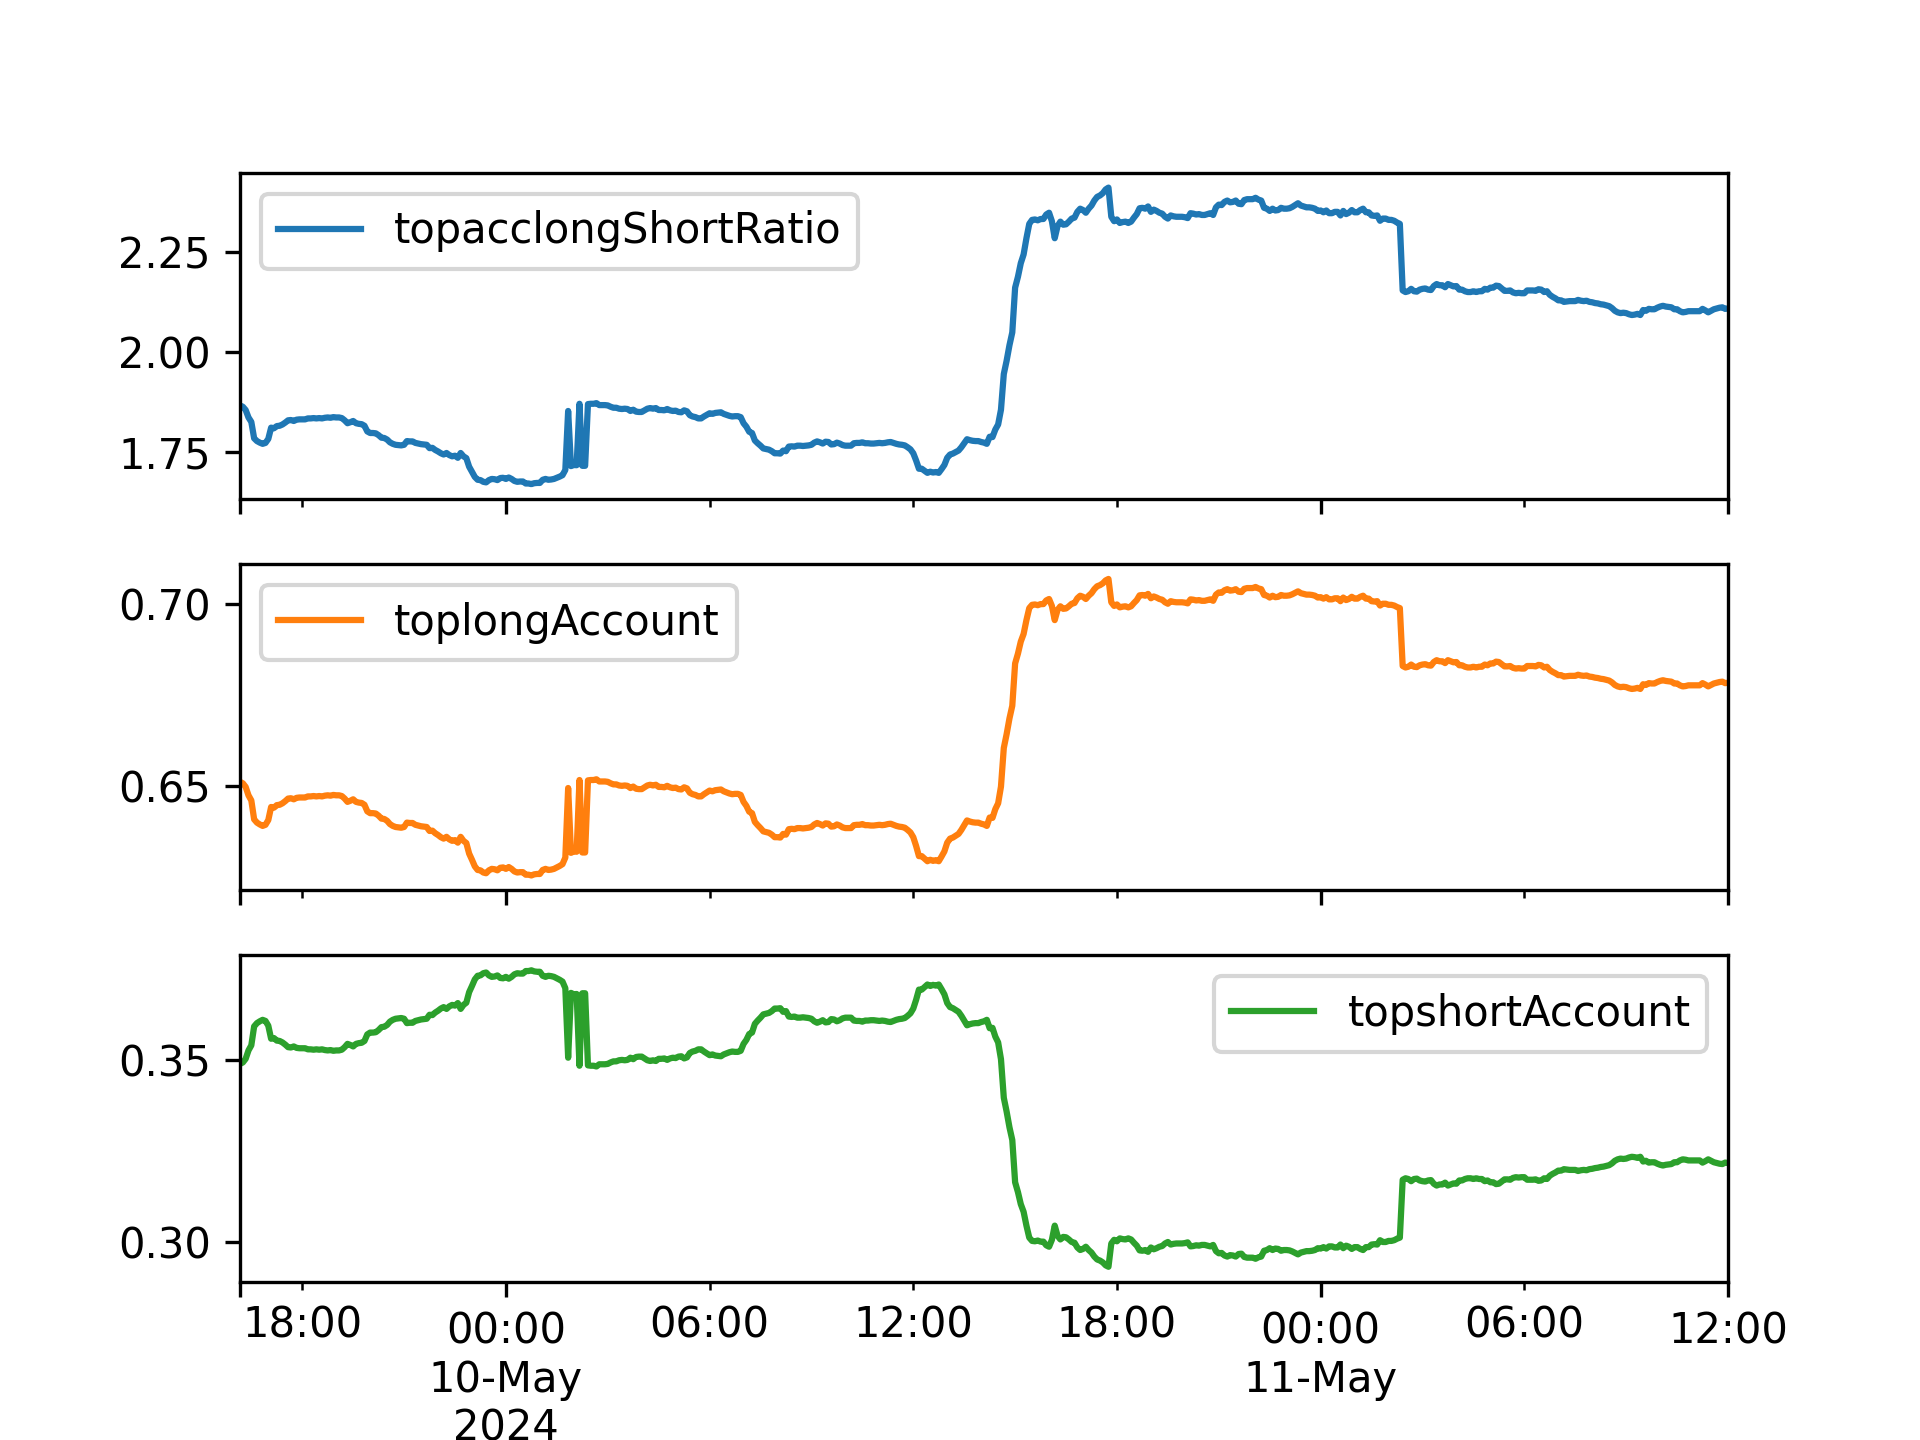 topacclongShortRatio
2.25
2.00
1.75
toplongAccount
0.70
0.65
topshortAccount
0.35
0.30
18:00 00:00 06:00 12:00 18:00 00:00 06:00 12:00
10-May 11-May
2024